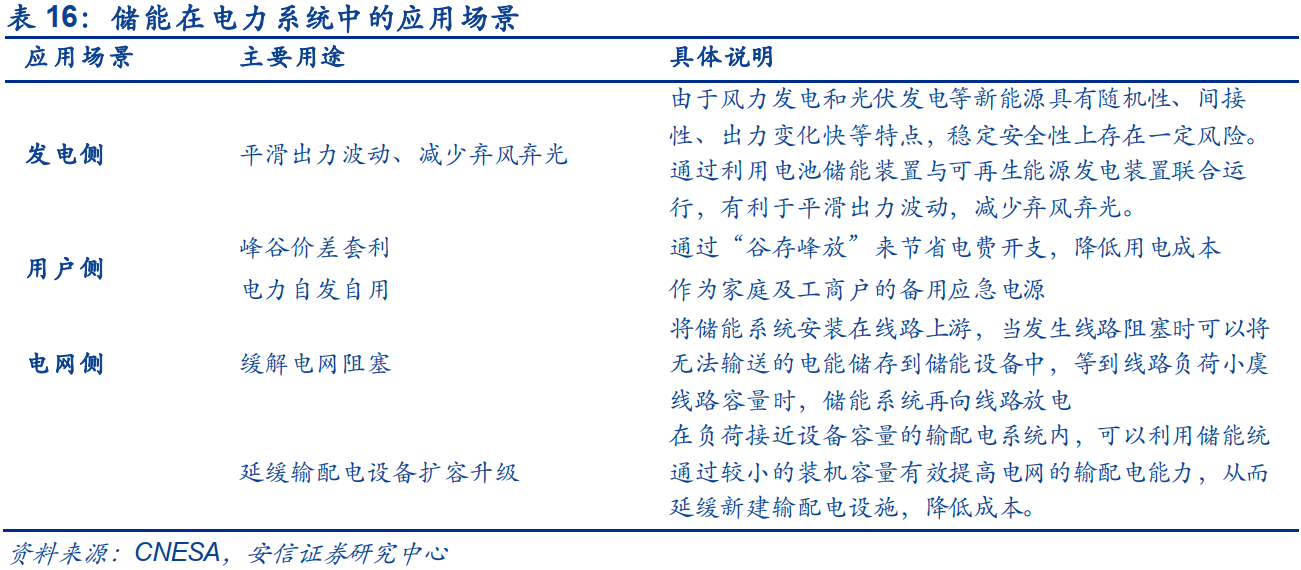 表 16：储能在电力系统中的应用场景
应用场景 主要用途 具体说明
发电侧 平滑出力波动、减少弃风弃光
由于风力发电和光伏发电等新能源具有随机性、间接
性、出力变化快等特点，稳定安全性上存在一定风险。
通过利用电池储能装置与可再生能源发电装置联合运
行，有利于平滑出力波动，减少弃风弃光。
用户侧
峰谷价差套利 通过“谷存峰放”来节省电费开支，降低用电成本
电力自发自用 作为家庭及工商户的备用应急电源
电网侧 缓解电网阻塞
将储能系统安装在线路上游，当发生线路阻塞时可以将
无法输送的电能储存到储能设备中，等到线路负荷小虞
线路容量时，储能系统再向线路放电
延缓输配电设备扩容升级
在负荷接近设备容量的输配电系统内，可以利用储能统
通过较小的装机容量有效提高电网的输配电能力，从而
延缓新建输配电设施，降低成本。
资料来源：CNESA，安信证券研究中心